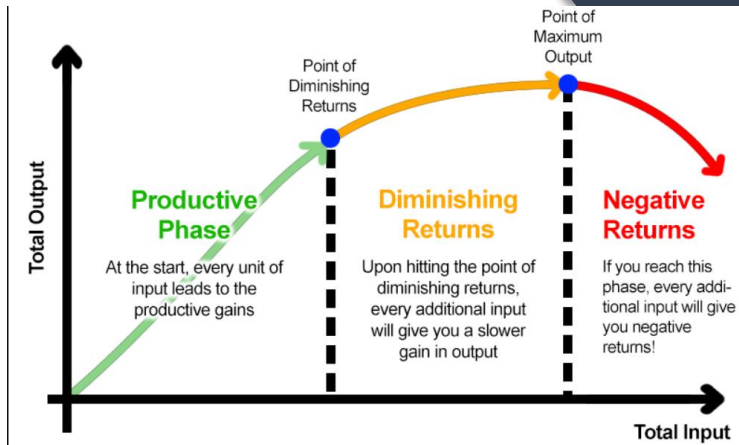 Point of
Maximum
Output
Point of
Diminishing
Returns
Total Output
Productive
Phase
At the start, every unit of
input leads to the
productive gains
Diminishing
Returns
Upon hitting the point of
diminishing returns,
every additional input
will give you a slower
gain in output
Negative
Returns
If you reach this
phase, every addi-
tional input will give
you negative
returns!
Total Input